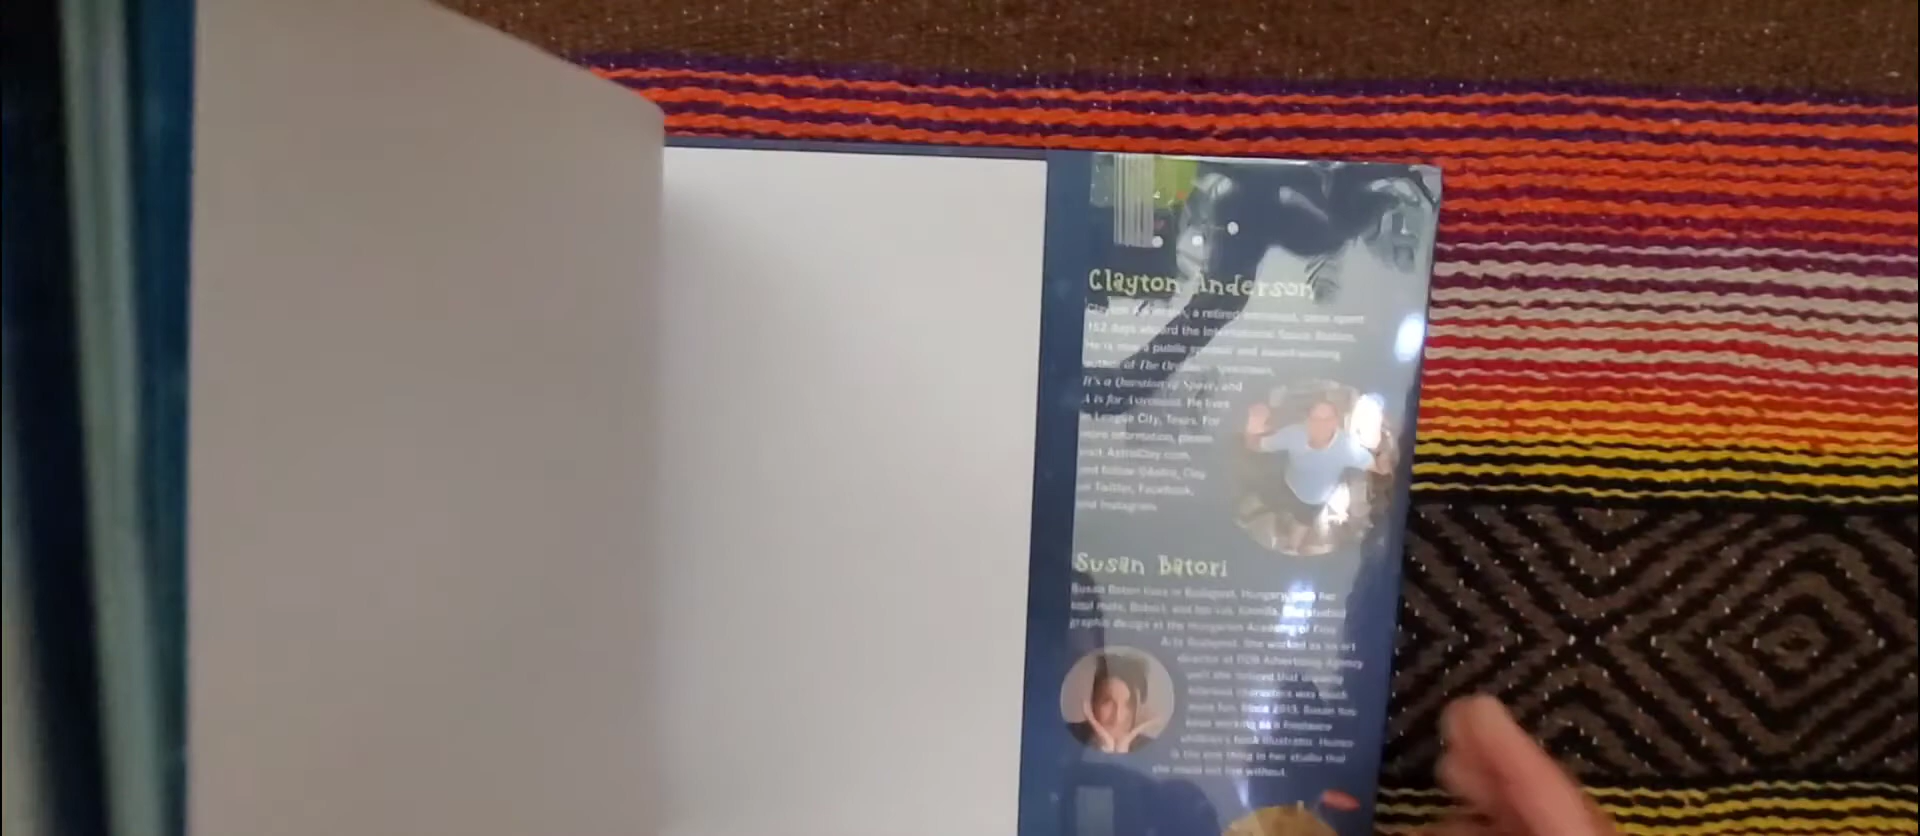 Clayton Anderson
Clayton Anderson, a retired astronaut, once spent
152 days aboard the International Space Station.
He is now a public speaker and award-winning
author of The Ordinary Spaceman,
It's a Question of Space, and
A is for Astronaut. He lives
in League City, Texas. For
more information, please
visit AstroClay.com,
and follow @Astro_Clay
on Twitter, Facebook,
and Instagram.
Susan Batori
Susan Batori lives in Budapest, Hungary, with her
soul mate, and her cat, She studied
graphic design at the Hungarian Academy of Fine
Arts Budapest. She worked as an art
director at DDB Advertising Agency
until she realized that drawing
hilarious characters was much
more fun. Since 2013, Susan has
been working as a freelance
children's book illustrator. Humor
is the one thing in her studio that
she could not live without.